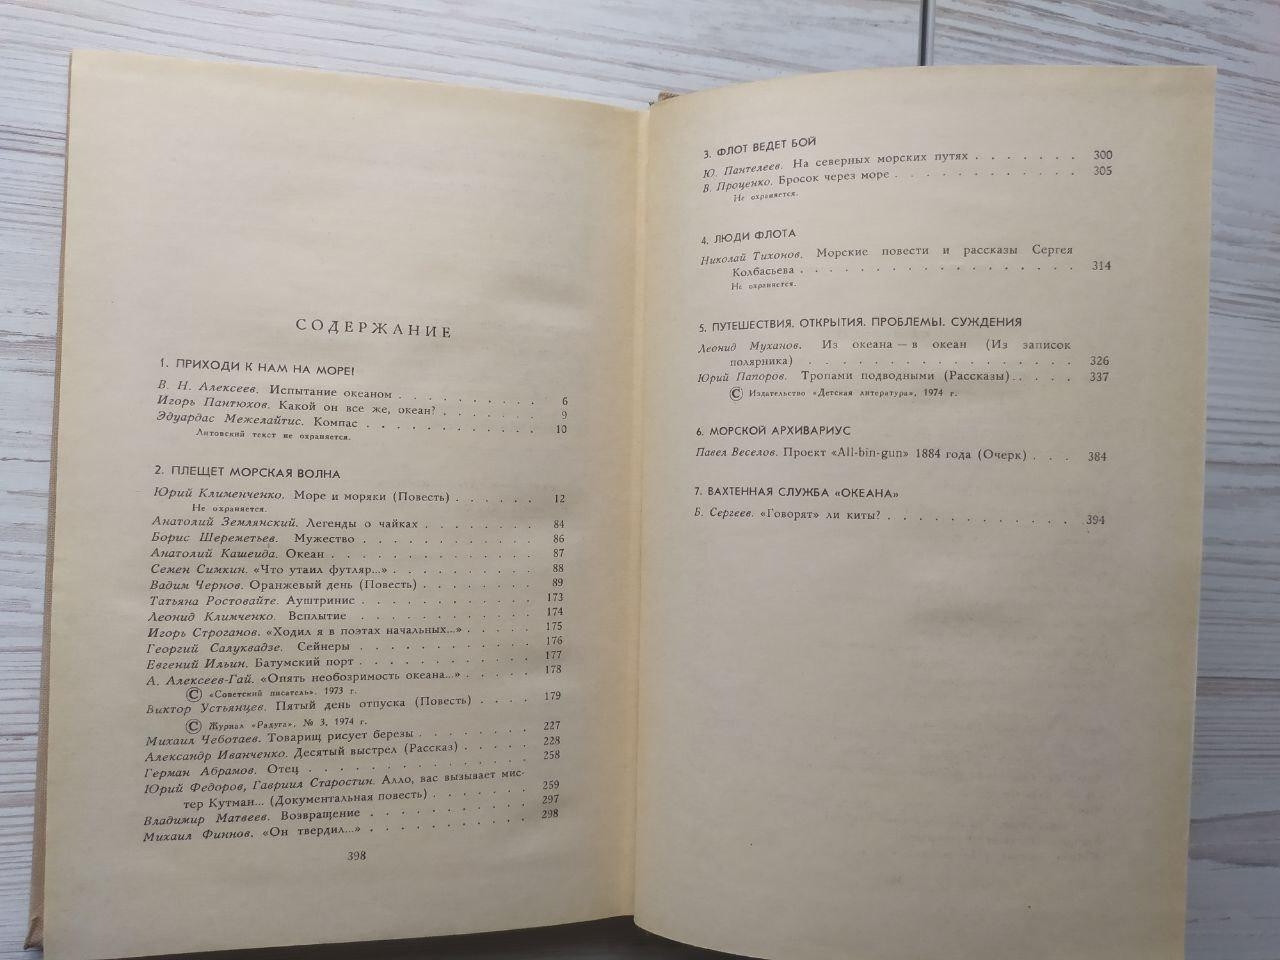 СОДЕРЖАНИЕ
1. ПРИХОДИ К НАМ НА МОРЕ!
В. Н. Алексеев. Испытание океаном . . . . . . . . . . 6
Игорь Пантюхов. Какой он все же, океан? . . . . . . . 9
Эдуардас Межелайтис. Компас . . . . . . . . . . . . 10
Литовский текст не охраняется.
2. ПЛЕЩЕТ МОРСКАЯ ВОЛНА
Юрий Клименченко. Море и моряки (Повесть) . . . . . . 12
Не охраняется.
Анатолий Землянский. Легенды о чайках . . . . . . . . 84
Борис Шереметьев. Мужество . . . . . . . . . . . . 86
Анатолий Кашеида. Океан . . . . . . . . . . . . . 87
Семен Симкин. «Что утаил футляр...» . . . . . . . . . . 88
Вадим Чернов. Оранжевый день (Повесть) . . . . . . . . 89
Татьяна Ростовайте. Ауштринис . . . . . . . . . . . . 173
Леонид Климченко. Всплытие . . . . . . . . . . . . 174
Игорь Строганов. «Ходил я в поэтах начальных...» . . . . . 175
Георгий Салуквадзе. Сейнеры . . . . . . . . . . . 176
Евгений Ильин. Батумский порт . . . . . . . . . . . 177
А. Алексеев-Гай. «Опять необозримость океана...» . . . . . 178
© «Советский писатель». 1973 г.
Виктор Устьянцев. Пятый день отпуска (Повесть) . . . . 179
© Журнал «Радуга», № 3, 1974 г.
Михаил Чеботаев. Товарищ рисует березы . . . . . . . 227
Александр Иванченко. Десятый выстрел (Рассказ) . . . . . 228
Герман Абрамов. Отец . . . . . . . . . . . . . . 258
Юрий Федоров, Гавриил Старостин. Алло, вас вызывает мис-
тер Кутман... (Документальная повесть) . . . . . . . 259
Владимир Матвеев. Возвращение . . . . . . . . . . . 297
Михаил Финнов. «Он твердил...» . . . . . . . . . . . 298
398
3. ФЛОТ ВЕДЕТ БОЙ
Ю. Пантелеев. На северных морских путях . . . . . . . 300
В. Проценко. Бросок через море . . . . . . . . . . . . 305
Не охраняется.
4. ЛЮДИ ФЛОТА
Николай Тихонов. Морские повести и рассказы Сергея
Колбасьева . . . . . . . . . . . . . . . . 314
Не охраняется.
5. ПУТЕШЕСТВИЯ. ОТКРЫТИЯ. ПРОБЛЕМЫ. СУЖДЕНИЯ
Леонид Муханов. Из океана — в океан (Из записок
полярника) . . . . . . . . . . . . . . . . 326
Юрий Папоров. Тропами подводными (Рассказы) . . . . . 337
© Издательство «Детская литература», 1974 г.
6. МОРСКОЙ АРХИВАРИУС
Павел Веселов. Проект «All-bin-gun» 1884 года (Очерк) . . . 384
7. ВАХТЕННАЯ СЛУЖБА «ОКЕАНА»
Б. Сергеев. «Говорят» ли киты? . . . . . . . . . . . . 394